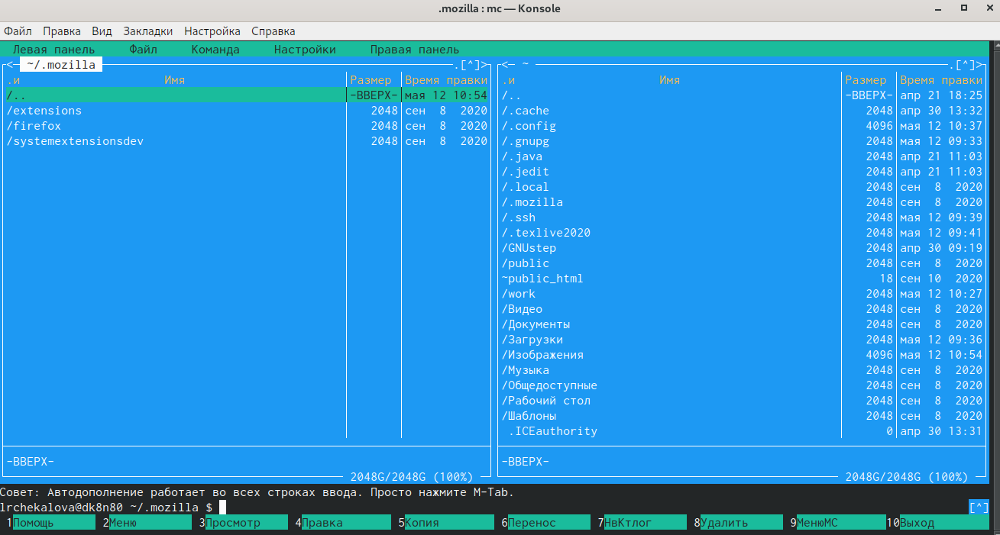 .mozilla : mc — Konsole
Файл Правка Вид Закладки Настройка Справка
Левая панель Файл Команда Настройки Правая панель
<─ ~/.mozilla ─.[^]>
.и Имя Размер Время правки
/.. -ВВЕРХ- мая 12 10:54
/extensions 2048 сен 8 2020
/firefox 2048 сен 8 2020
/systemextensionsdev 2048 сен 8 2020
-ВВЕРХ-
2048G/2048G (100%)
<─ ~ ─.[^]>
.и Имя Размер Время правки
/.. -ВВЕРХ- апр 21 18:25
/.cache 2048 апр 30 13:32
/.config 4096 мая 12 10:37
/.gnupg 2048 мая 12 09:33
/.java 2048 апр 21 11:03
/.jedit 2048 апр 21 11:03
/.local 2048 сен 8 2020
/.mozilla 2048 сен 8 2020
/.ssh 2048 мая 12 09:39
/.texlive2020 2048 мая 12 09:41
/GNUstep 2048 апр 30 09:19
/public 2048 сен 8 2020
~public_html 18 сен 10 2020
/work 2048 мая 12 10:27
/Видео 2048 сен 8 2020
/Документы 2048 сен 8 2020
/Загрузки 2048 мая 12 09:36
/Изображения 4096 мая 12 10:54
/Музыка 2048 сен 8 2020
/Общедоступные 2048 сен 8 2020
/Рабочий стол 2048 сен 8 2020
/Шаблоны 2048 сен 8 2020
.ICEauthority 0 апр 30 13:31
-ВВЕРХ-
2048G/2048G (100%)
Совет: Автодополнение работает во всех строках ввода. Просто нажмите M-Tab.
lrchekalova@dk8n80 ~/.mozilla $ [^]
1Помощь 2Меню 3Просмотр 4Правка 5Копия 6Перенос 7НвКтлог 8Удалить 9МенюMC 10Выход